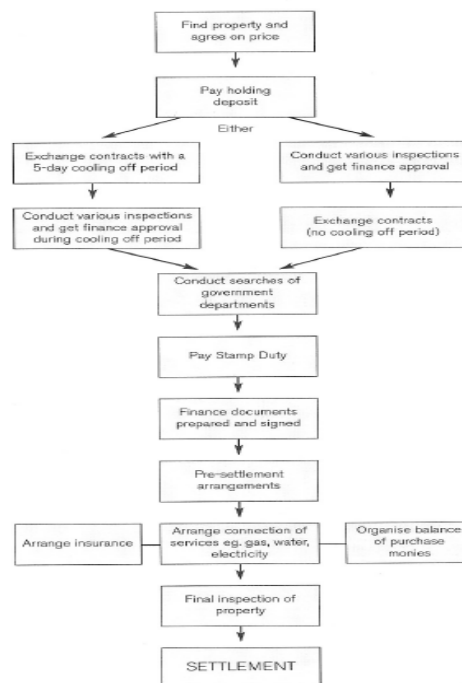 Find property and
agree on price
Pay holding
deposit
Either
Exchange contracts with a
5-day cooling off period
Conduct various inspections
and get finance approval
Conduct various inspections
and get finance approval
during cooling off period
Exchange contracts
(no cooling off period)
Conduct searches of
government
departments
Pay Stamp Duty
Finance documents
prepared and signed
Pre-settlement
arrangements
Arrange insurance
Arrange connection of
services eg. gas, water,
electricity
Organise balance
of purchase
monies
Final inspection of
property
SETTLEMENT